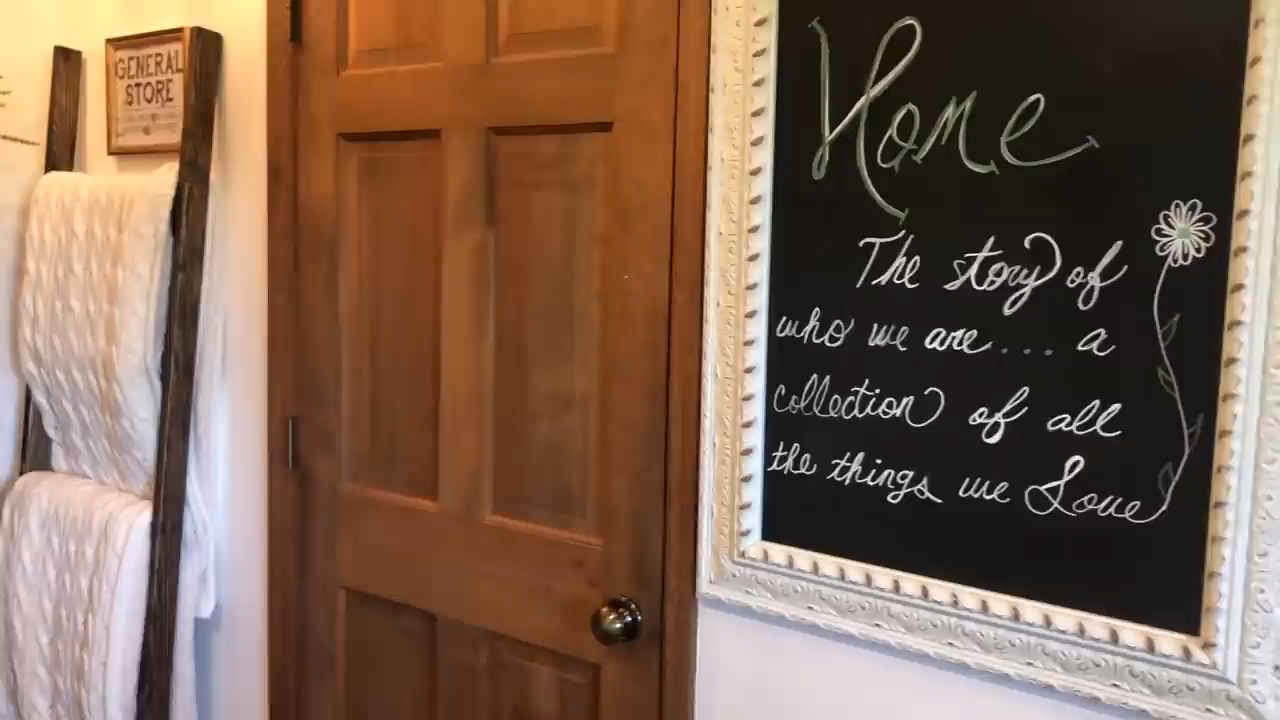 GENERAL
STORE
Home
The story of
who we are... a
collection of all
the things we Love